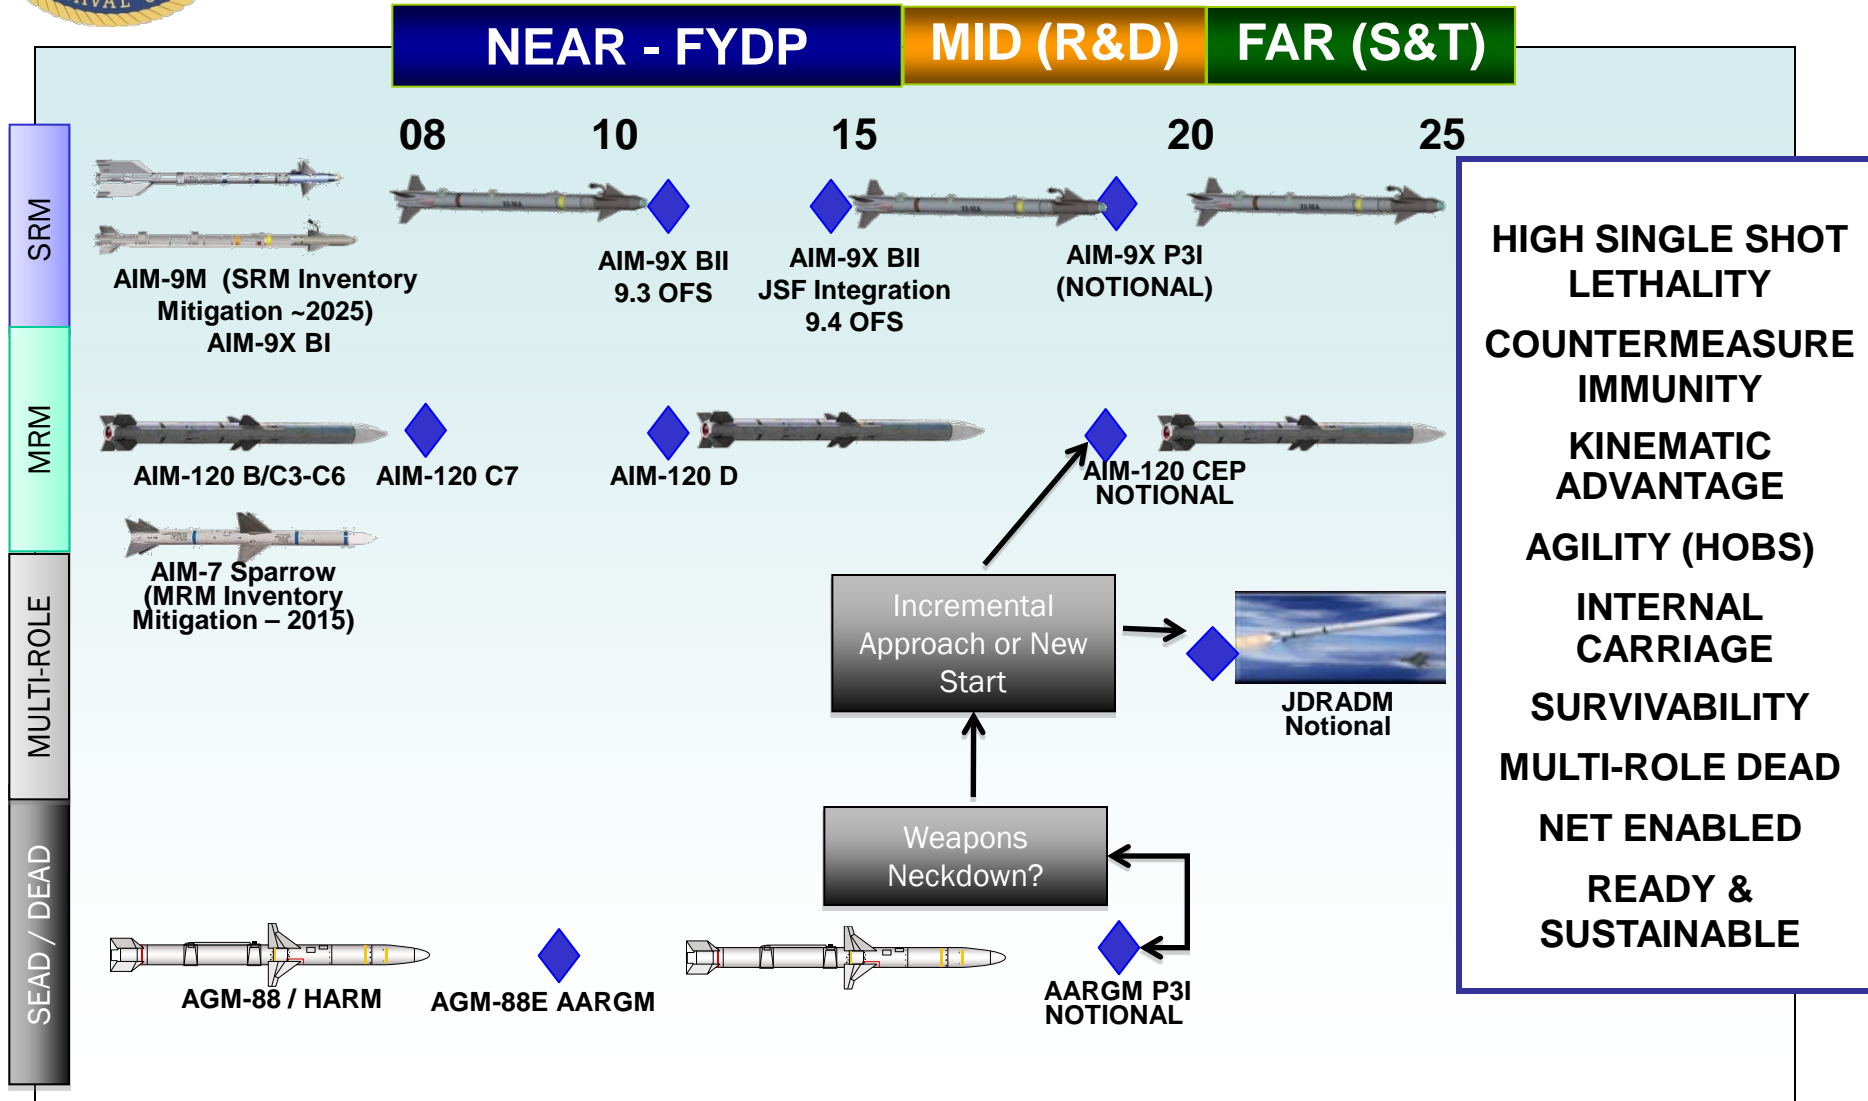 NAVAL
NEAR - FYDP
MID (R&D)
FAR (S&T)
08
10
15
20
25
SRM
AIM-9M (SRM Inventory
Mitigation ~2025)
AIM-9X BI
AIM-9X BII
9.3 OFS
AIM-9X BII
JSF Integration
9.4 OFS
AIM-9X P3I
(NOTIONAL)
MRM
AIM-120 B/C3-C6
AIM-120 C7
AIM-120 D
AIM-120 CEP
NOTIONAL
AIM-7 Sparrow
(MRM Inventory
Mitigation – 2015)
MULTI-ROLE
Incremental
Approach or New
Start
JDRADM
Notional
Weapons
Neckdown?
SEAD / DEAD
AGM-88 / HARM
AGM-88E AARGM
AARGM P3I
NOTIONAL
HIGH SINGLE SHOT
LETHALITY
COUNTERMEASURE
IMMUNITY
KINEMATIC
ADVANTAGE
AGILITY (HOBS)
INTERNAL
CARRIAGE
SURVIVABILITY
MULTI-ROLE DEAD
NET ENABLED
READY &
SUSTAINABLE